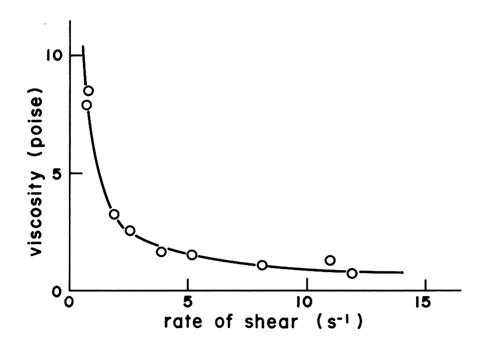 10
5
0
viscosity (poise)
0 5 10 15
rate of shear (s⁻¹)